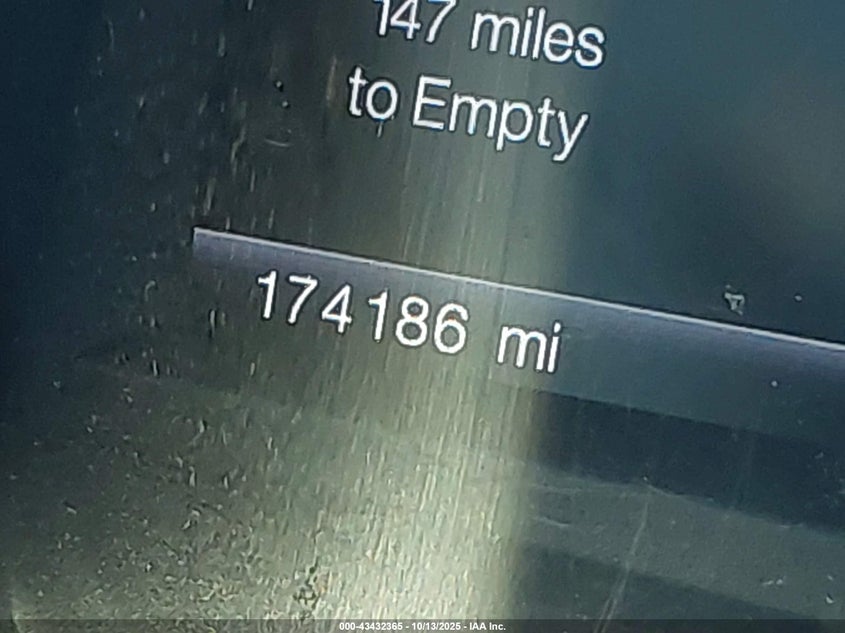 147 miles
to Empty
174186 mi
000-43432365 - 10/13/2025 - IAA Inc.